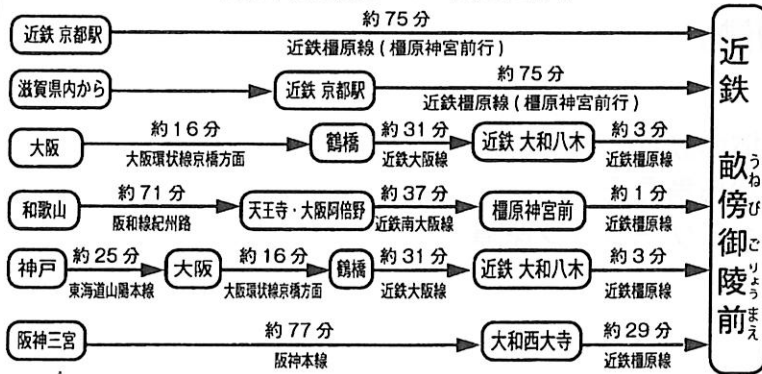 約75分
近鉄 京都駅
近鉄橿原線(橿原神宮前行)
約75分
滋賀県内から
近鉄 京都駅
近鉄橿原線(橿原神宮前行)
約16分
約31分
約3分
大阪
鶴橋
近鉄 大和八木
大阪環状線京橋方面
近鉄大阪線
近鉄橿原線
約71分
約37分
約1分
和歌山
天王寺・大阪阿倍野
橿原神宮前
阪和線紀州路
近鉄南大阪線
近鉄橿原線
約25分
約16分
約31分
約3分
神戸
大阪
鶴橋
近鉄 大和八木
東海道山陽本線
大阪環状線京橋方面
近鉄大阪線
近鉄橿原線
約77分
約29分
阪神三宮
大和西大寺
阪神本線
近鉄橿原線
近鉄 畝傍御陵前
うねびごりょうまえ